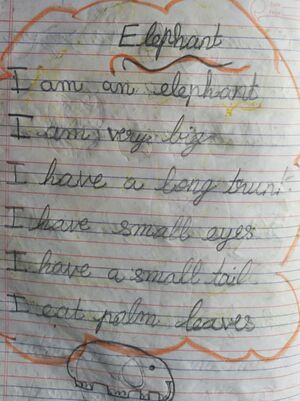 Elephant
I am an elephant
I am very big
I have a long trunk
I have small eyes
I have a small tail
I eat palm leaves